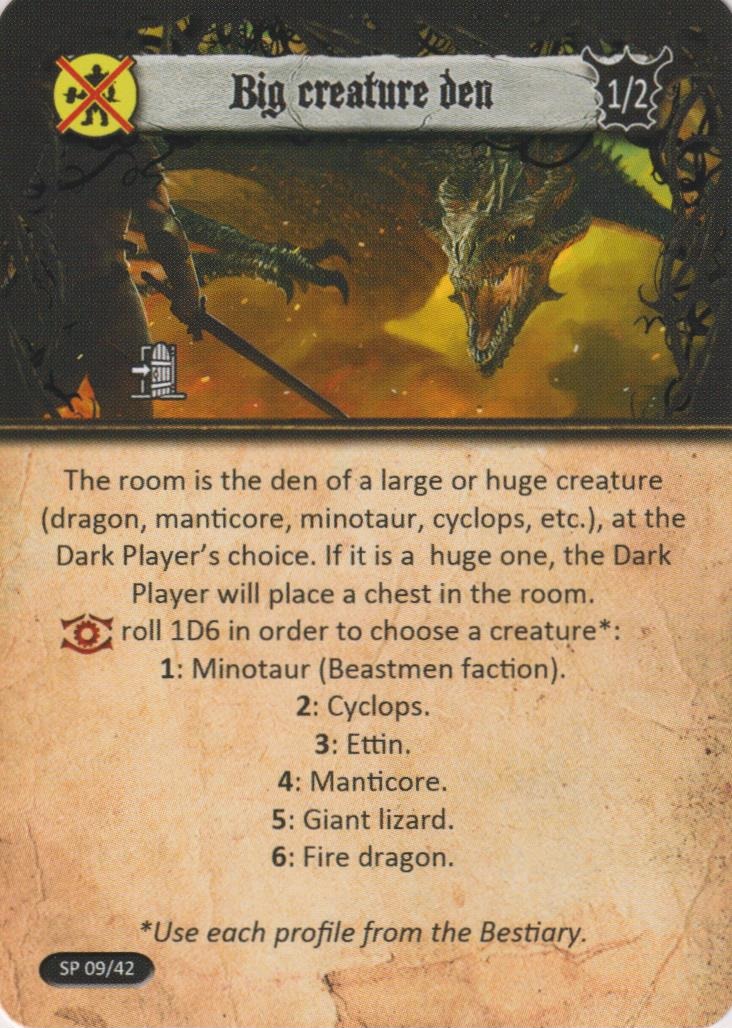 Big creature den
1/2
The room is the den of a large or huge creature
(dragon, manticore, minotaur, cyclops, etc.), at the
Dark Player's choice. If it is a huge one, the Dark
Player will place a chest in the room.
roll 1D6 in order to choose a creature*:
1: Minotaur (Beastmen faction).
2: Cyclops.
3: Ettin.
4: Manticore.
5: Giant lizard.
6: Fire dragon.
*Use each profile from the Bestiary.
SP 09/42